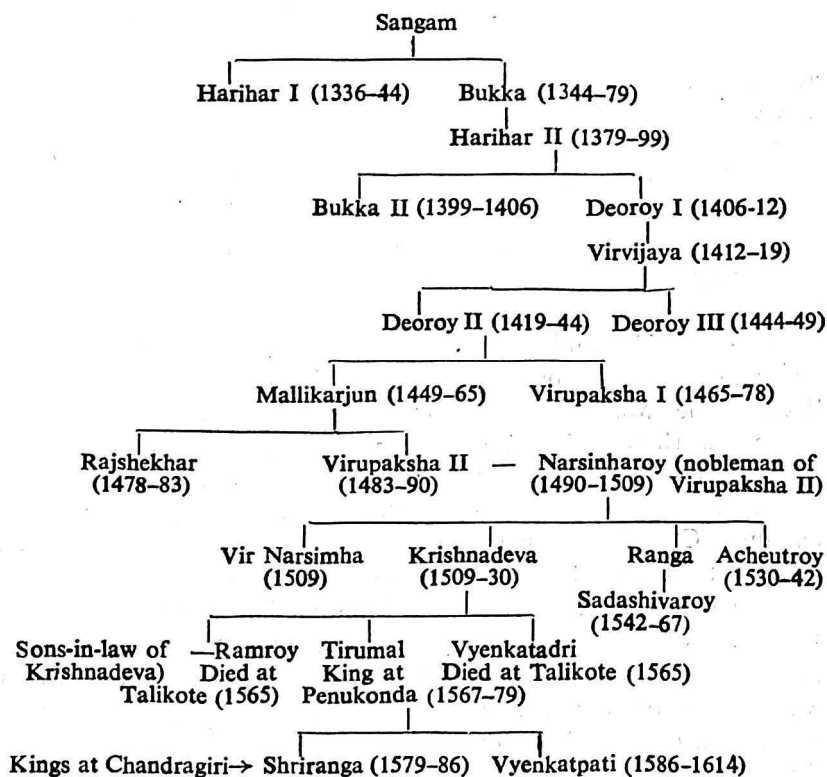 Sangam
Harihar I (1336–44) Bukka (1344–79)
Harihar II (1379–99)
Bukka II (1399–1406) Deoroy I (1406-12)
Virvijaya (1412–19)
Deoroy II (1419–44) Deoroy III (1444-49)
Mallikarjun (1449–65) Virupaksha I (1465–78)
Rajshekhar Virupaksha II — Narsinharoy (nobleman of
(1478–83) (1483–90) (1490–1509) Virupaksha II)
Vir Narsimha Krishnadeva Ranga Acheutroy
(1509) (1509–30) (1530–42)
Sadashivaroy
(1542–67)
Sons-in-law of —Ramroy Tirumal Vyenkatadri
Krishnadeva) Died at King at Died at Talikote (1565)
Talikote (1565) Penukonda (1567–79)
Kings at Chandragiri→ Shriranga (1579–86) Vyenkatpati (1586-1614)